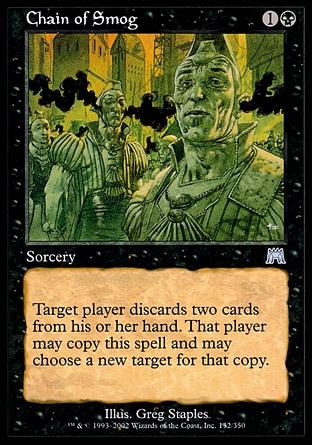 Chain of Smog 1
Sorcery
Target player discards two cards
from his or her hand. That player
may copy this spell and may
choose a new target for that copy.
Illus. Greg Staples
™ & © 1993-2002 Wizards of the Coast, Inc. 132/350